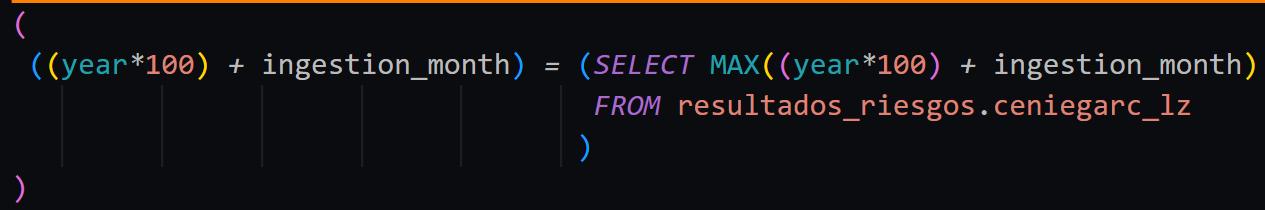 (
((year*100) + ingestion_month) = (SELECT MAX((year*100) + ingestion_month)
FROM resultados_riesgos.ceniegarc_lz
)
)